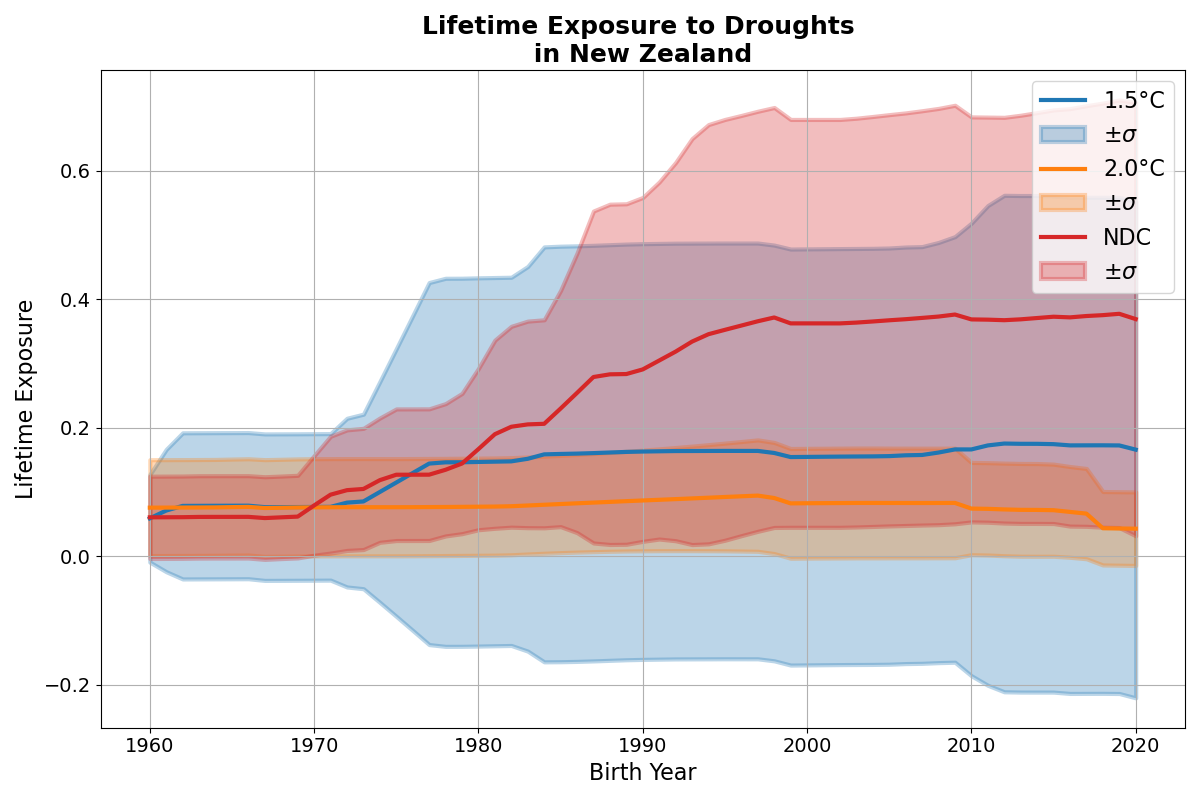 Lifetime Exposure to Droughts
in New Zealand
Lifetime Exposure
0.6
0.4
0.2
0.0
−0.2
1960
1970
1980
1990
2000
2010
2020
Birth Year
1.5°C
±σ
2.0°C
±σ
NDC
±σ